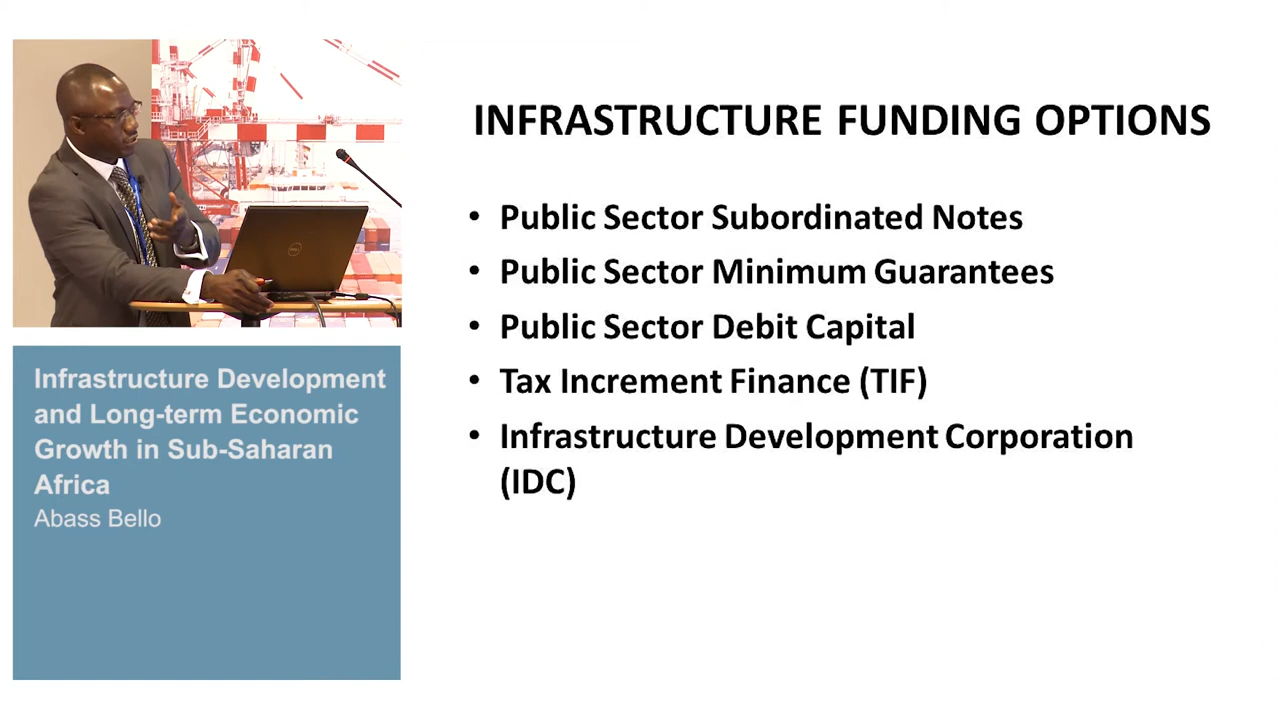 INFRASTRUCTURE FUNDING OPTIONS
• Public Sector Subordinated Notes
• Public Sector Minimum Guarantees
• Public Sector Debit Capital
• Tax Increment Finance (TIF)
• Infrastructure Development Corporation
(IDC)
DELL
Infrastructure Development
and Long-term Economic
Growth in Sub-Saharan
Africa
Abass Bello